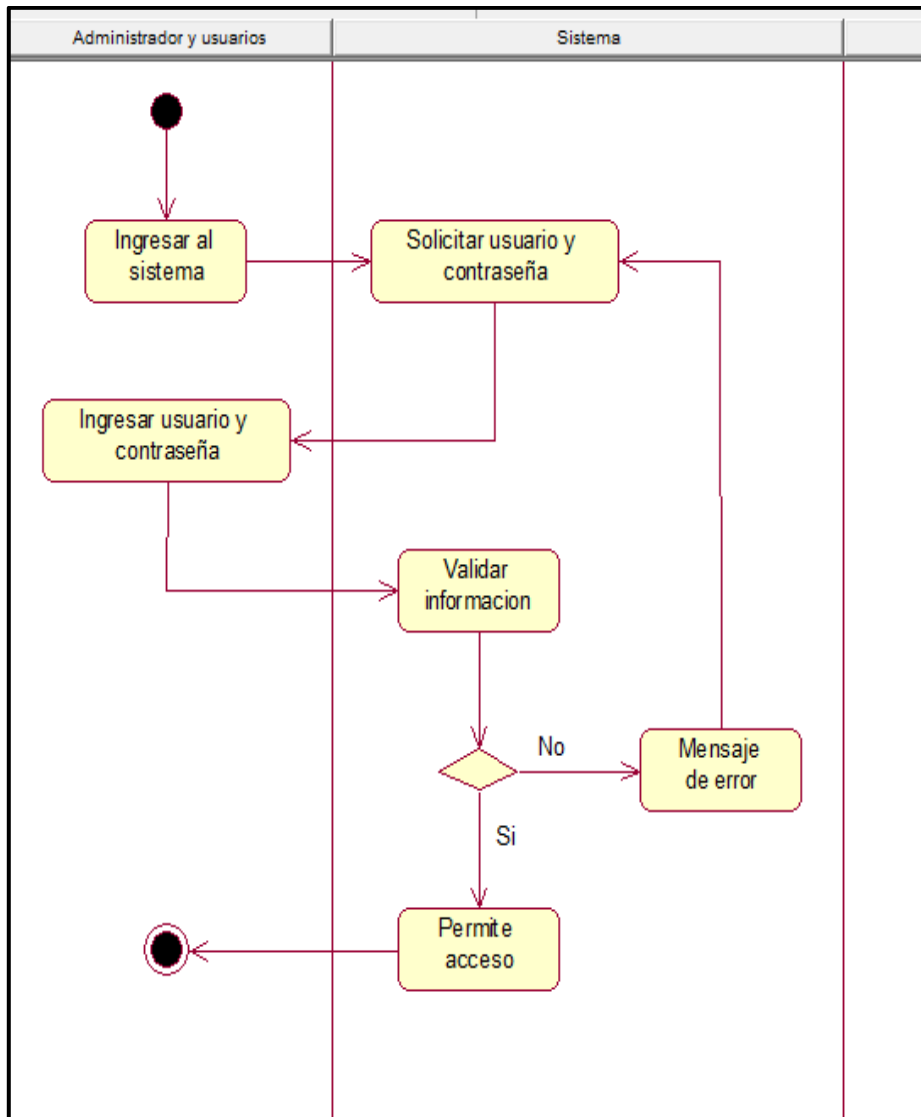 Administrador y usuarios
Sistema
Ingresar al
sistema
Solicitar usuario y
contraseña
Ingresar usuario y
contraseña
Validar
informacion
No
Mensaje
de error
Si
Permite
acceso